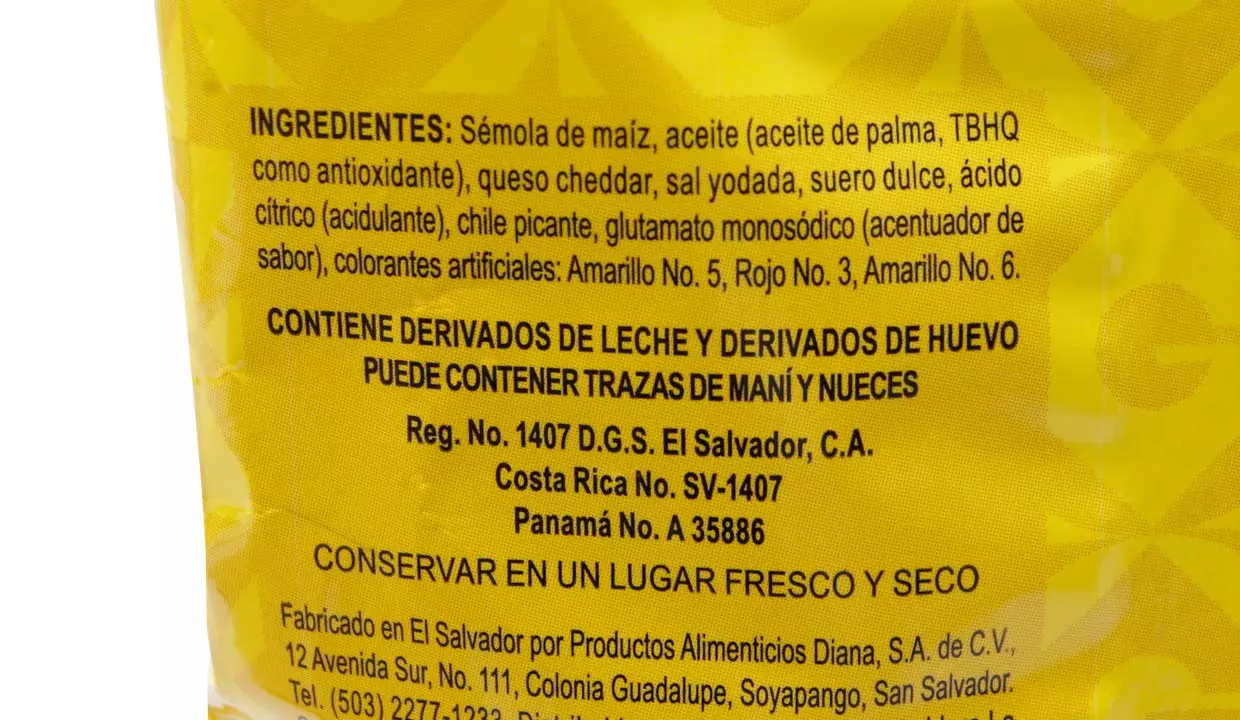 INGREDIENTES: Sémola de maíz, aceite (aceite de palma, TBHQ
como antioxidante), queso cheddar, sal yodada, suero dulce, ácido
cítrico (acidulante), chile picante, glutamato monosódico (acentuador de
sabor), colorantes artificiales: Amarillo No. 5, Rojo No. 3, Amarillo No. 6.
CONTIENE DERIVADOS DE LECHE Y DERIVADOS DE HUEVO
PUEDE CONTENER TRAZAS DE MANÍ Y NUECES
Reg. No. 1407 D.G.S. El Salvador, C.A.
Costa Rica No. SV-1407
Panamá No. A 35886
CONSERVAR EN UN LUGAR FRESCO Y SECO
Fabricado en El Salvador por Productos Alimenticios Diana, S.A. de C.V.,
12 Avenida Sur, No. 111, Colonia Guadalupe, Soyapango, San Salvador.
Tel. (503) 2277-1233